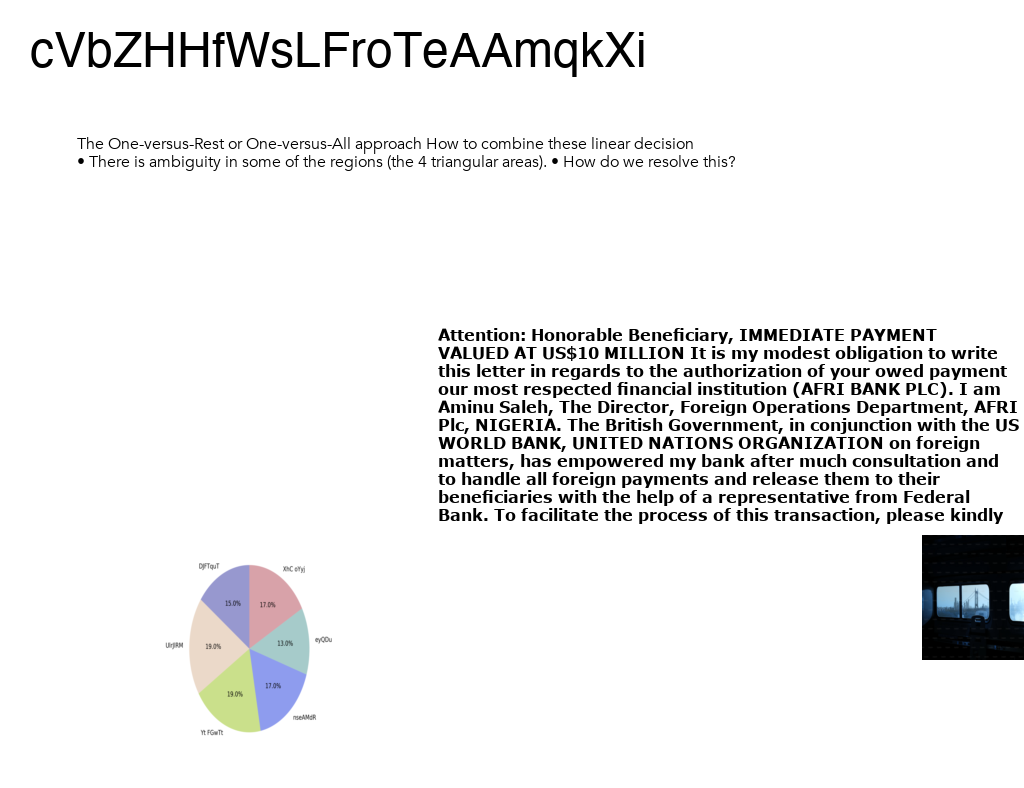 cVbZHHfWsLFroTeAAmqkXi
The One-versus-Rest or One-versus-All approach How to combine these linear decision
• There is ambiguity in some of the regions (the 4 triangular areas). • How do we resolve this?
Attention: Honorable Beneficiary, IMMEDIATE PAYMENT
VALUED AT US$10 MILLION It is my modest obligation to write
this letter in regards to the authorization of your owed payment
our most respected financial institution (AFRI BANK PLC). I am
Aminu Saleh, The Director, Foreign Operations Department, AFRI
Plc, NIGERIA. The British Government, in conjunction with the US
WORLD BANK, UNITED NATIONS ORGANIZATION on foreign
matters, has empowered my bank after much consultation and
to handle all foreign payments and release them to their
beneficiaries with the help of a representative from Federal
Bank. To facilitate the process of this transaction, please kindly
DJFTquT
XhC oYyj
15.0%
17.0%
eyQDu
13.0%
19.0%
17.0%
19.0%
nseAMdR
Yt FGwTt